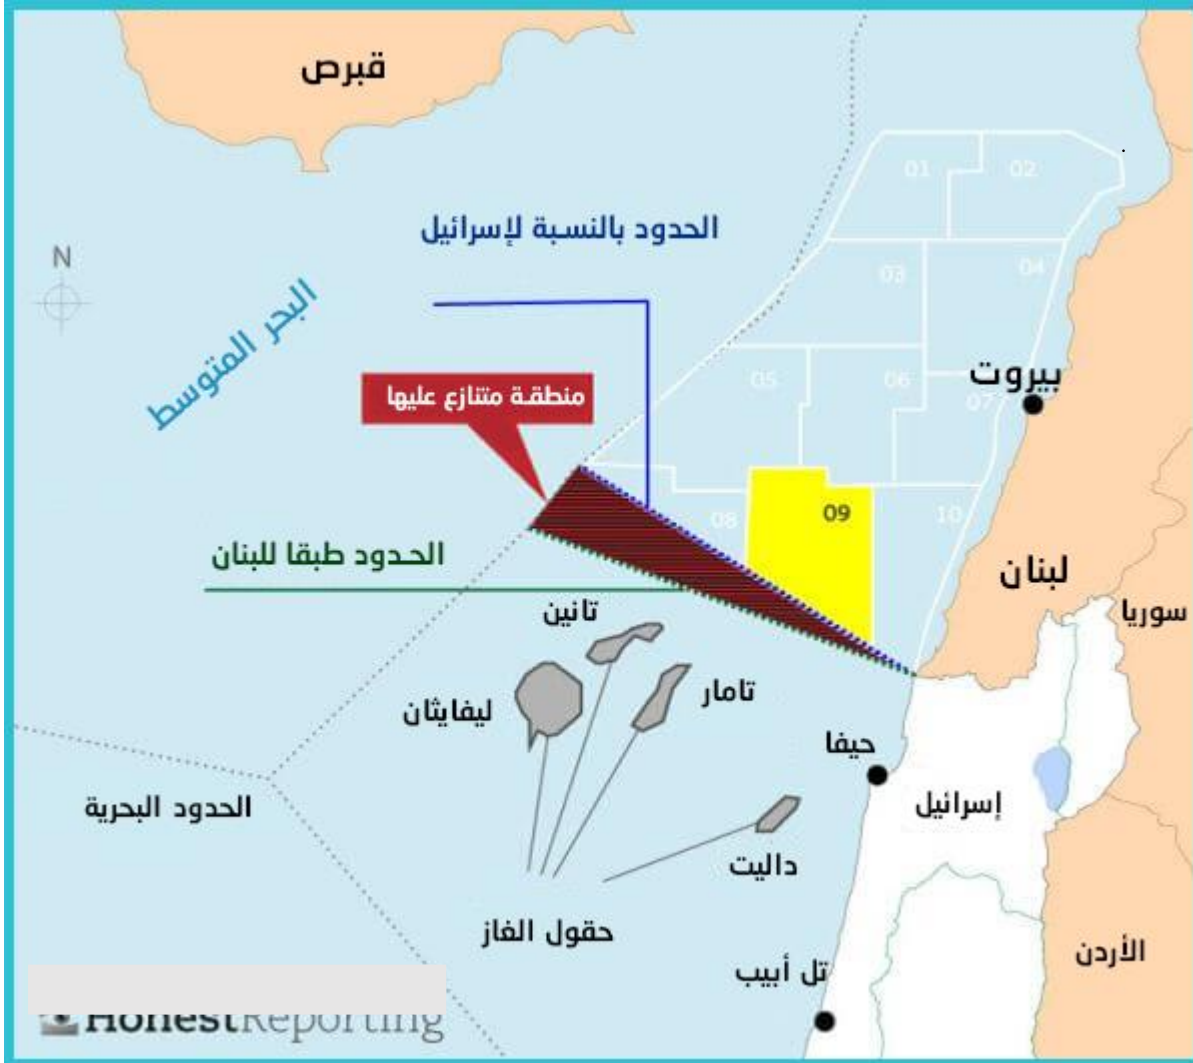 قبرص
01
02
الحدود بالنسبة لإسرائيل
N
03
04
البحر المتوسط
05
06
07
بيروت
منطقة متنازع عليها
08
09
10
الحدود طبقا للبنان
لبنان
سوريا
تانين
تامار
ليفايثان
حيفا
إسرائيل
الحدود البحرية
داليت
حقول الغاز
الأردن
تل أبيب
HonestReporting